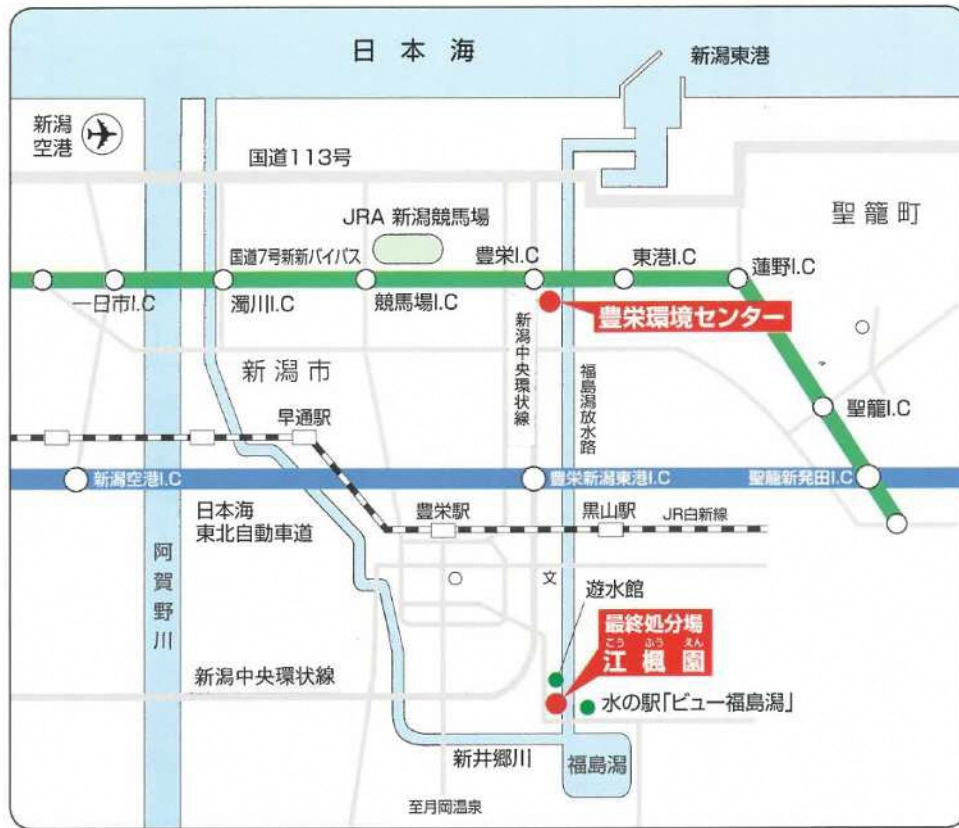 日本海
新潟東港
新潟
空港
国道113号
JRA 新潟競馬場
聖籠町
国道7号新新バイパス
豊栄I.C
東港I.C
蓮野I.C
一日市I.C
濁川I.C
競馬場I.C
豊栄環境センター
新潟中央環状線
福島潟放水路
新潟市
聖籠I.C
早通駅
新潟空港I.C
豊栄新潟東港I.C
聖籠新発田I.C
日本海
東北自動車道
豊栄駅
黒山駅
JR白新線
阿賀野川
文
遊水館
最終処分場
こう ふう えん
江楓園
新潟中央環状線
水の駅「ビュー福島潟」
新井郷川
福島潟
至月岡温泉